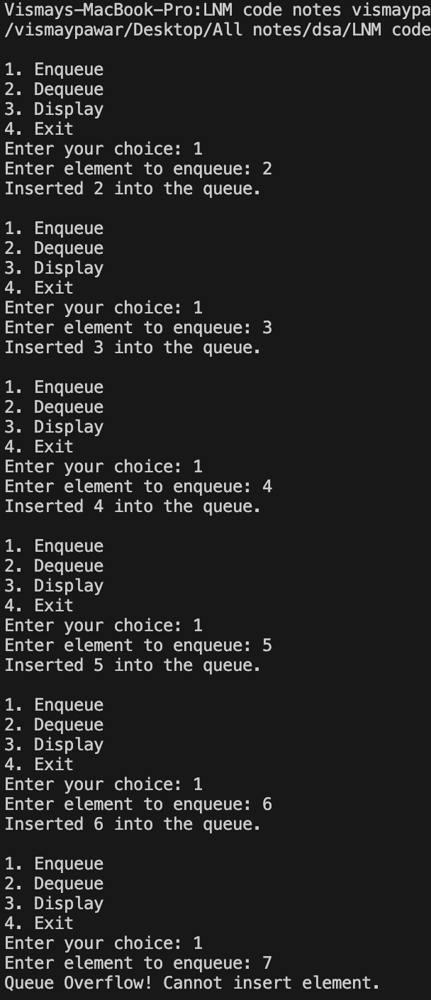 Vismays-MacBook-Pro:LNM code notes vismaypa
/vismaypawar/Desktop/All notes/dsa/LNM code
1. Enqueue
2. Dequeue
3. Display
4. Exit
Enter your choice: 1
Enter element to enqueue: 2
Inserted 2 into the queue.
1. Enqueue
2. Dequeue
3. Display
4. Exit
Enter your choice: 1
Enter element to enqueue: 3
Inserted 3 into the queue.
1. Enqueue
2. Dequeue
3. Display
4. Exit
Enter your choice: 1
Enter element to enqueue: 4
Inserted 4 into the queue.
1. Enqueue
2. Dequeue
3. Display
4. Exit
Enter your choice: 1
Enter element to enqueue: 5
Inserted 5 into the queue.
1. Enqueue
2. Dequeue
3. Display
4. Exit
Enter your choice: 1
Enter element to enqueue: 6
Inserted 6 into the queue.
1. Enqueue
2. Dequeue
3. Display
4. Exit
Enter your choice: 1
Enter element to enqueue: 7
Queue Overflow! Cannot insert element.